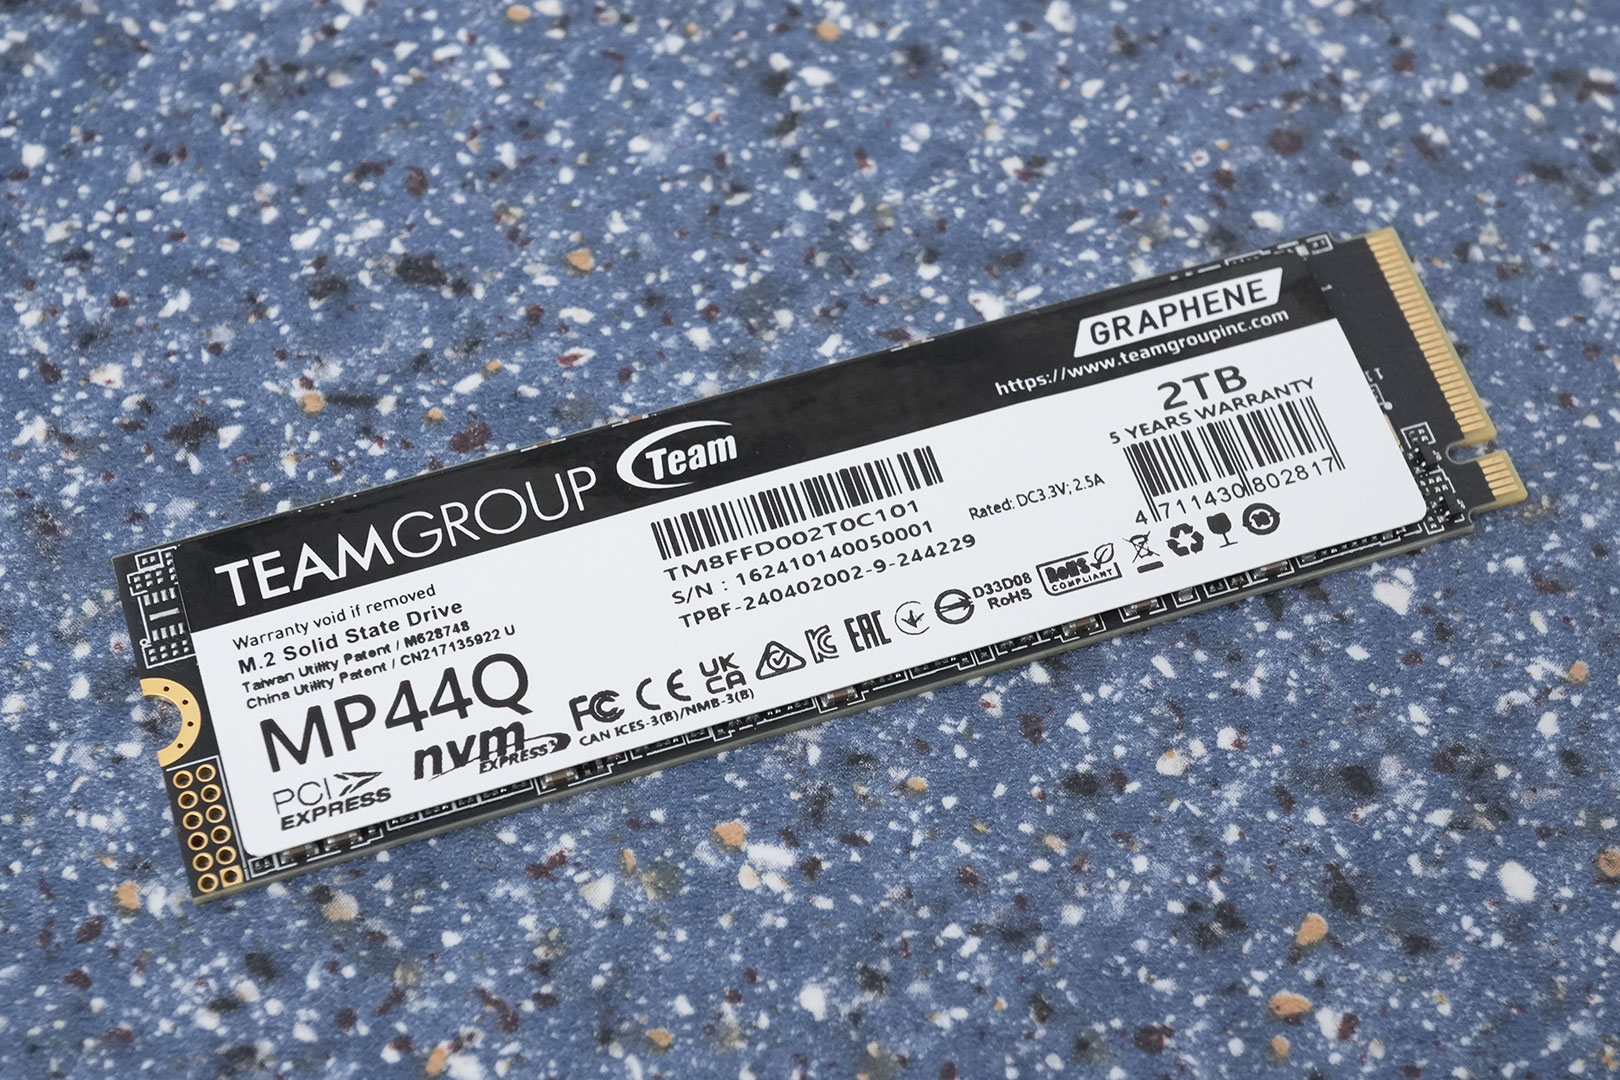 GRAPHENE
https://www.teamgroupinc.com
TEAMGROUP Team
2TB
5 YEARS WARRANTY
4 711430 802817
TM8FFD002T0C101
S/N : 162410140050001
TPBF-240402002-9-244229
Rated: DC3.3V; 2.5A
Warranty void if removed
M.2 Solid State Drive
Taiwan Utility Patent / M628748
China Utility Patent / CN217135922 U
MP44Q
PCI EXPRESS
nvm EXPRESS
FC CE UK CA
CAN ICES-3(B)/NMB-3(B)
EAC
D33D08
RoHS
RoHS
COMPLIANT